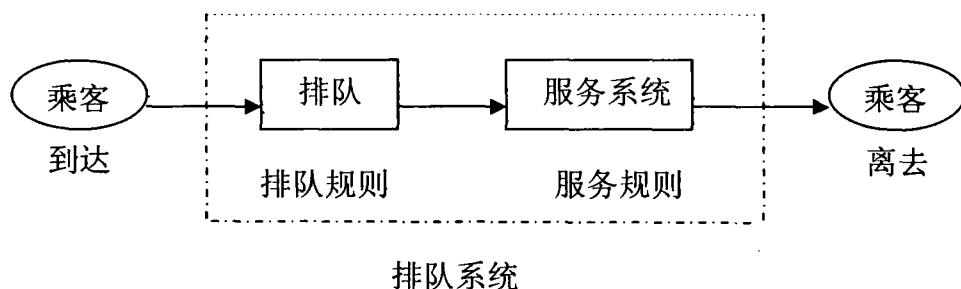 乘客 排队 服务系统 乘客
到达 排队规则 服务规则 离去
排队系统